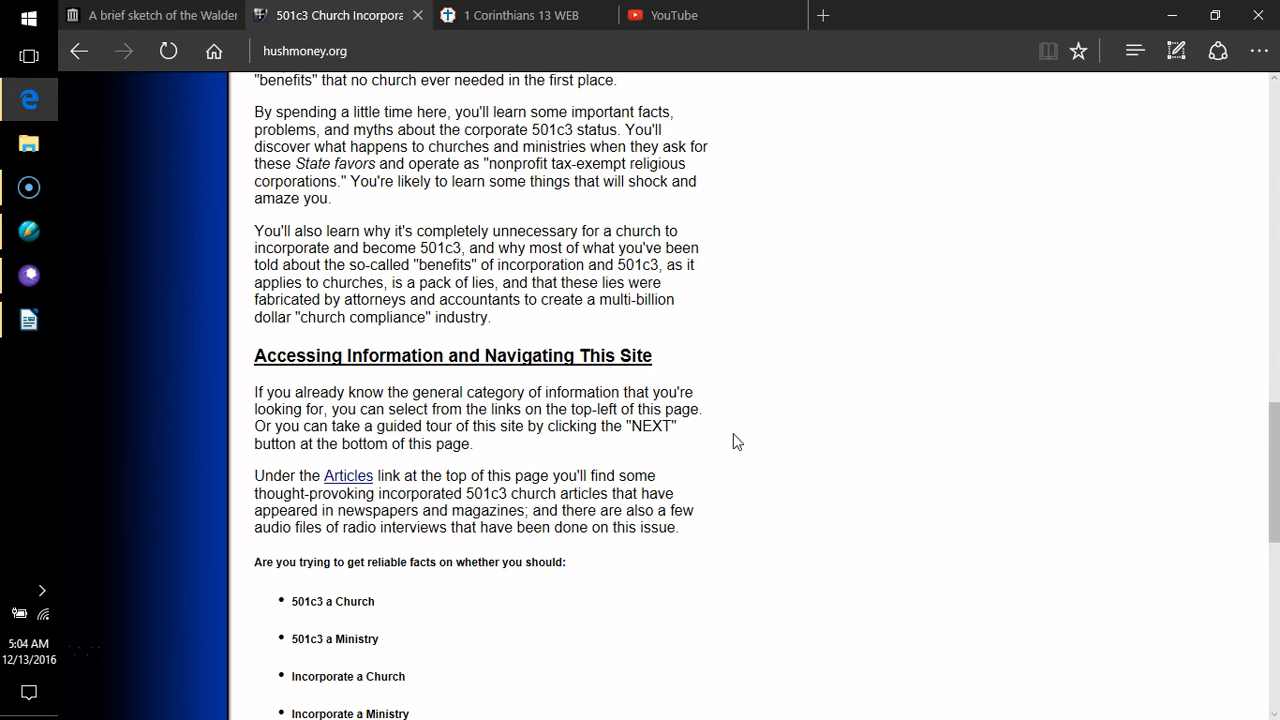 A brief sketch of the Walder
501c3 Church Incorpora
1 Corinthians 13 WEB
YouTube
hushmoney.org
"benefits" that no church ever needed in the first place.
By spending a little time here, you'll learn some important facts,
problems, and myths about the corporate 501c3 status. You'll
discover what happens to churches and ministries when they ask for
these State favors and operate as "nonprofit tax-exempt religious
corporations." You're likely to learn some things that will shock and
amaze you.
You'll also learn why it's completely unnecessary for a church to
incorporate and become 501c3, and why most of what you've been
told about the so-called "benefits" of incorporation and 501c3, as it
applies to churches, is a pack of lies, and that these lies were
fabricated by attorneys and accountants to create a multi-billion
dollar "church compliance" industry.
Accessing Information and Navigating This Site
If you already know the general category of information that you're
looking for, you can select from the links on the top-left of this page.
Or you can take a guided tour of this site by clicking the "NEXT"
button at the bottom of this page.
Under the Articles link at the top of this page you'll find some
thought-provoking incorporated 501c3 church articles that have
appeared in newspapers and magazines; and there are also a few
audio files of radio interviews that have been done on this issue.
Are you trying to get reliable facts on whether you should:
• 501c3 a Church
• 501c3 a Ministry
• Incorporate a Church
• Incorporate a Ministry
5:04 AM
12/13/2016